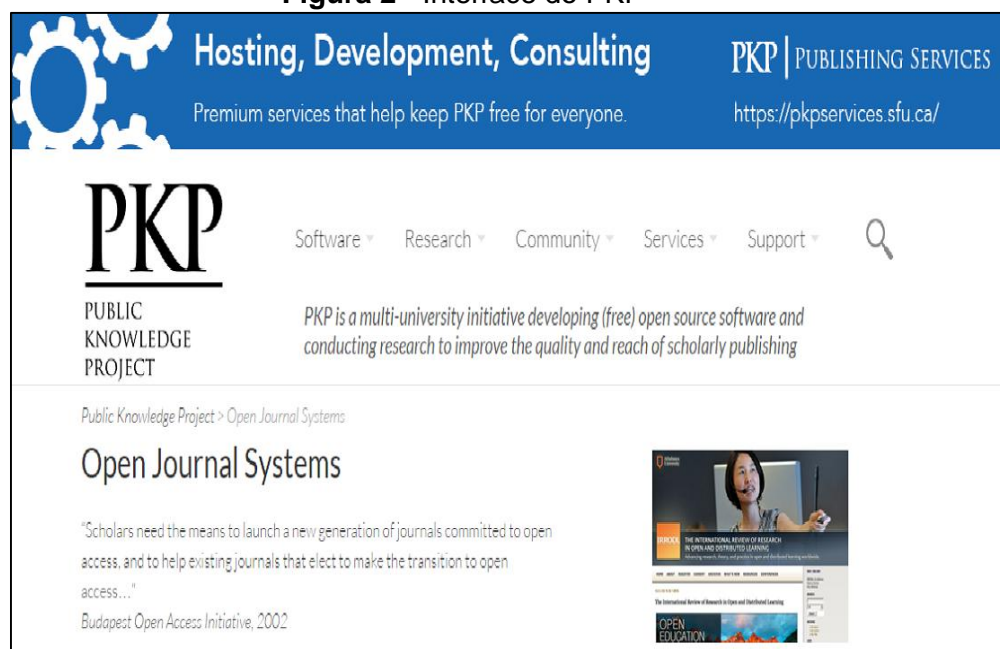 Figura 2 - Interface do PKP
Hosting, Development, Consulting
PKP | PUBLISHING SERVICES
Premium services that help keep PKP free for everyone.
https://pkpservices.sfu.ca/
PKP
PUBLIC
KNOWLEDGE
PROJECT
Software
Research
Community
Services
Support
PKP is a multi-university initiative developing (free) open source software and
conducting research to improve the quality and reach of scholarly publishing
Public Knowledge Project > Open Journal Systems
Open Journal Systems
"Scholars need the means to launch a new generation of journals committed to open
access, and to help existing journals that elect to make the transition to open
access…"
Budapest Open Access Initiative, 2002
THE INTERNATIONAL REVIEW OF RESEARCH
IN OPEN AND DISTRIBUTED LEARNING
The International Review of Research in Open and Distributed Learning
OPEN
EDUCATION